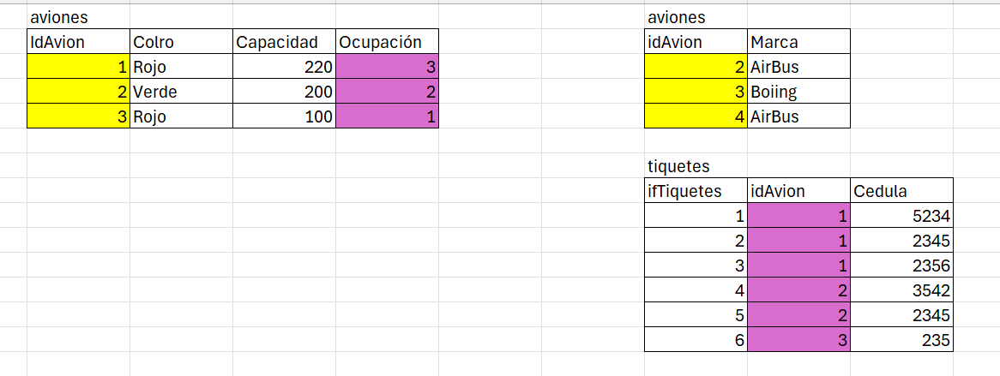 aviones
IdAvion Colro Capacidad Ocupación
1 Rojo 220 3
2 Verde 200 2
3 Rojo 100 1
aviones
idAvion Marca
2 AirBus
3 Boiing
4 AirBus
tiquetes
ifTiquetes idAvion Cedula
1 1 5234
2 1 2345
3 1 2356
4 2 3542
5 2 2345
6 3 235